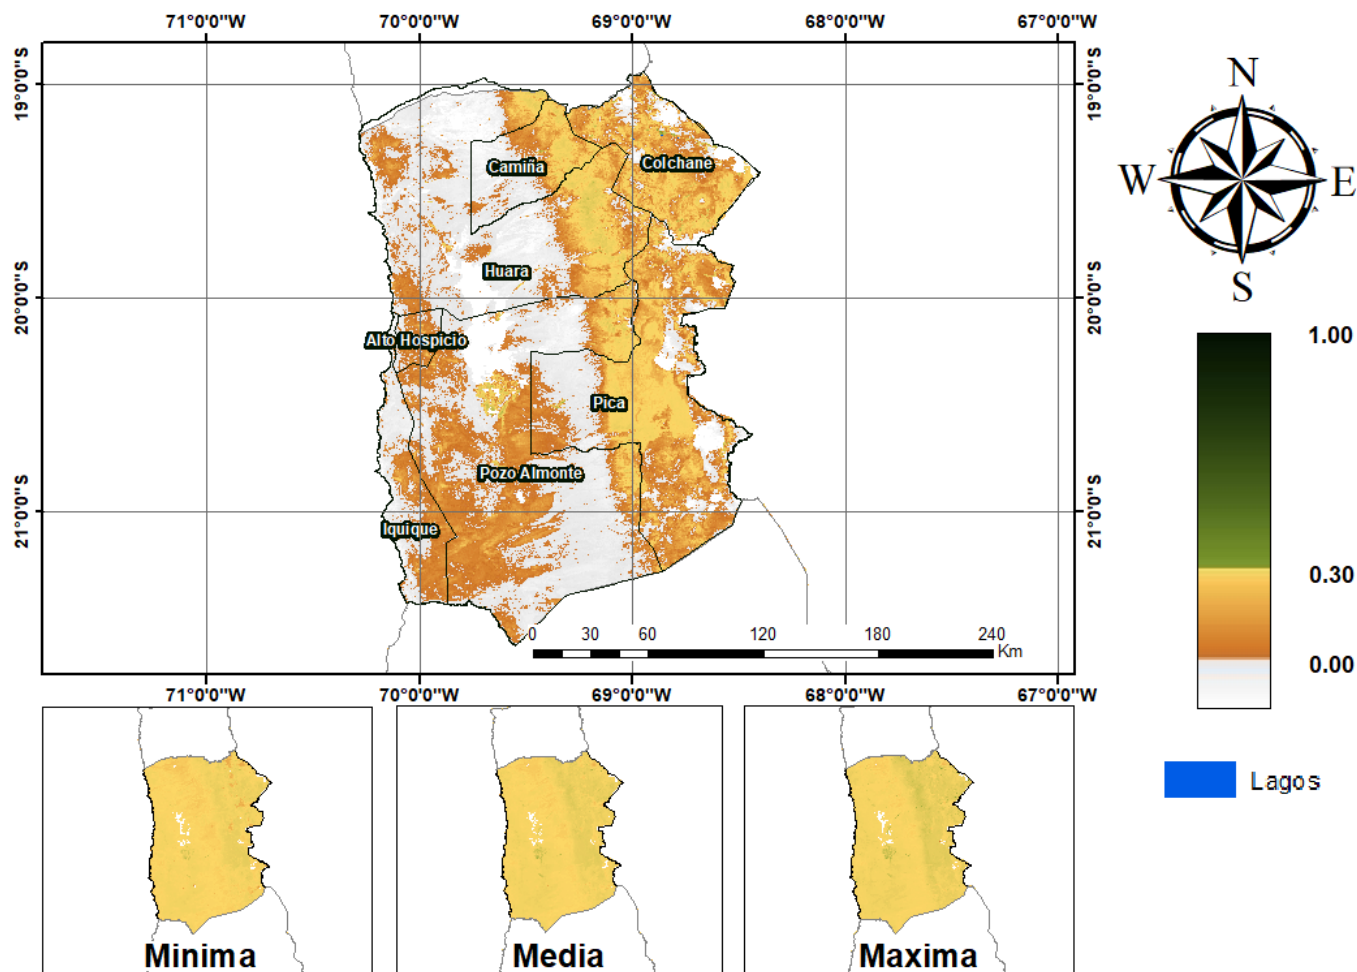 71°0'0"W 70°0'0"W 69°0'0"W 68°0'0"W 67°0'0"W
19°0'0"S
19°0'0"S
20°0'0"S
20°0'0"S
21°0'0"S
21°0'0"S
Camiña
Colchane
Huara
Alto Hospicio
Pica
Pozo Almonte
Iquique
0 30 60 120 180 240
Km
71°0'0"W 70°0'0"W 69°0'0"W 68°0'0"W 67°0'0"W
N
W E
S
1.00
0.30
0.00
Lagos
Minima Media Maxima